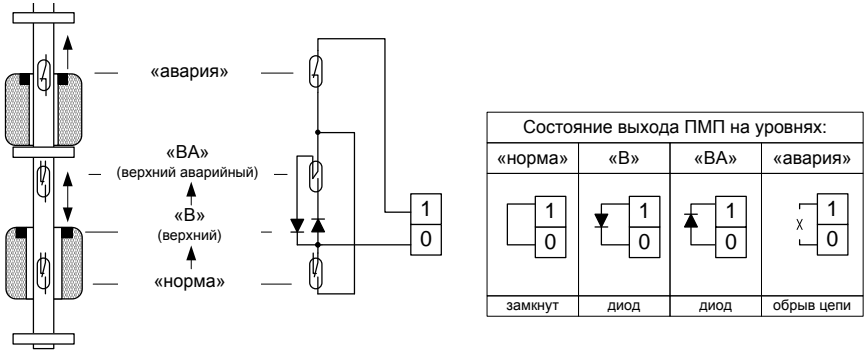 «авария»
«ВА»
(верхний аварийный)
«В»
(верхний)
«норма»
1
0
Состояние выхода ПМП на уровнях:
«норма» «В» «ВА» «авария»
1 1 1 1
0 0 0 x 0
замкнут диод диод обрыв цепи